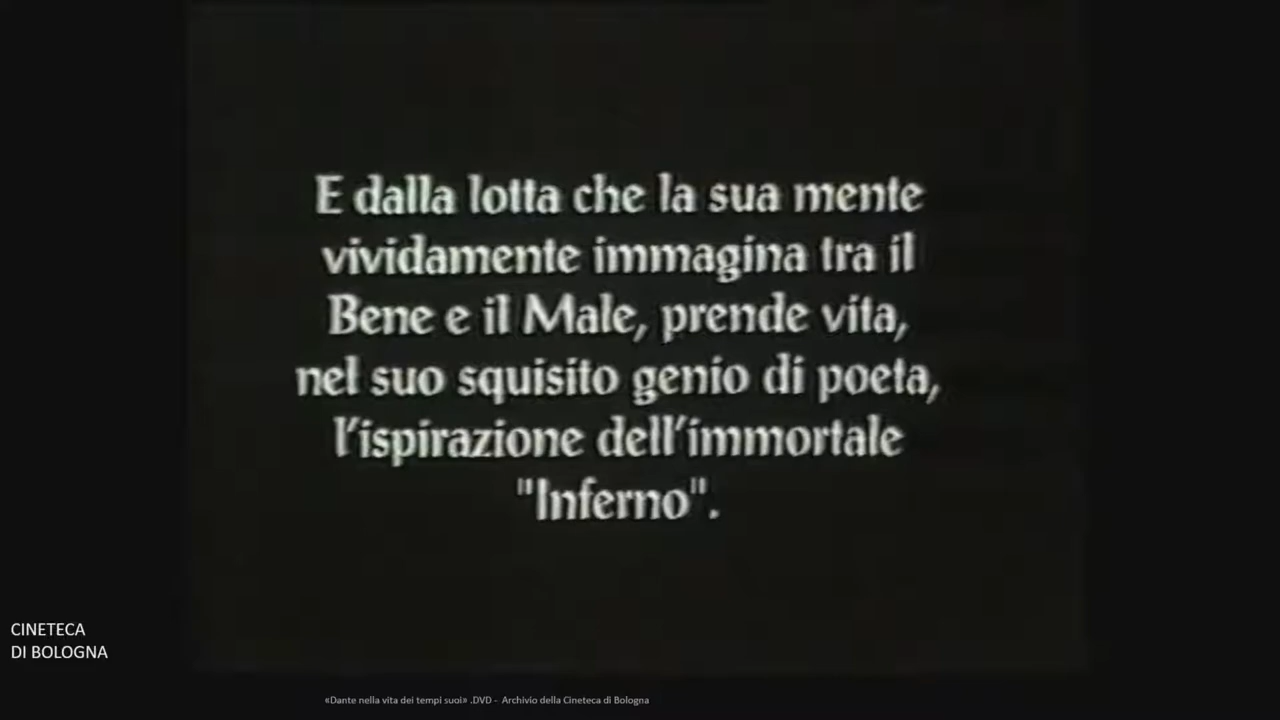 E dalla lotta che la sua mente
vividamente immagina tra il
Bene e il Male, prende vita,
nel suo squisito genio di poeta,
l'ispirazione dell'immortale
"Inferno".
CINETECA
DI BOLOGNA
«Dante nella vita dei tempi suoi» .DVD - Archivio della Cineteca di Bologna